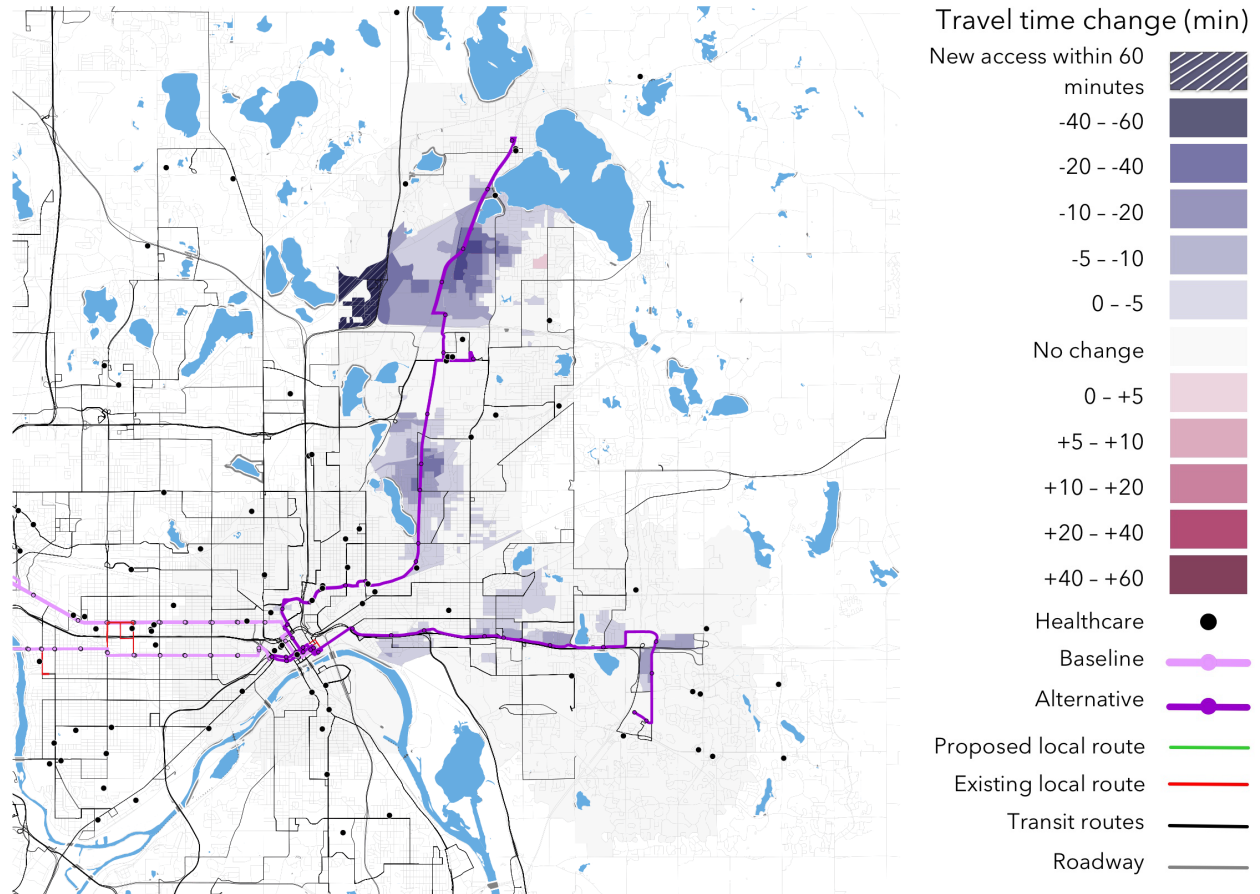 Travel time change (min)
New access within 60
minutes
-40 – -60
-20 – -40
-10 – -20
-5 – -10
0 – -5
No change
0 – +5
+5 – +10
+10 – +20
+20 – +40
+40 – +60
Healthcare
Baseline
Alternative
Proposed local route
Existing local route
Transit routes
Roadway